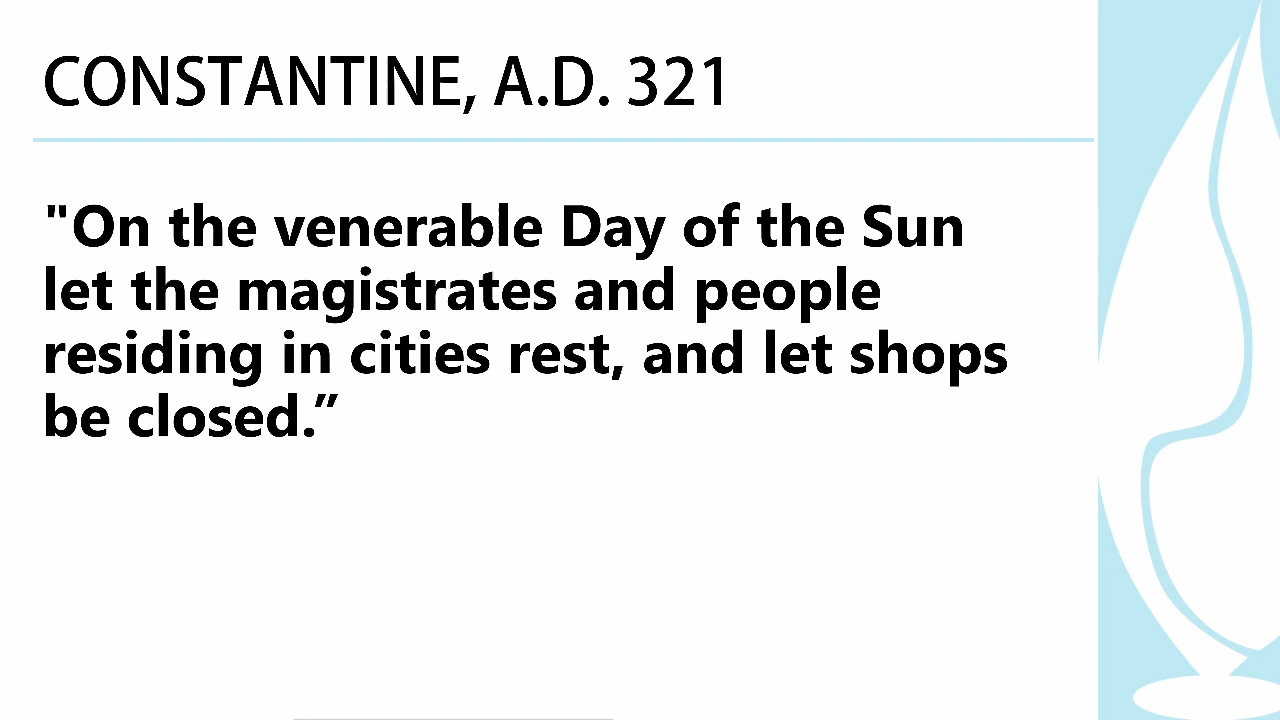 CONSTANTINE, A.D. 321
"On the venerable Day of the Sun
let the magistrates and people
residing in cities rest, and let shops
be closed.”